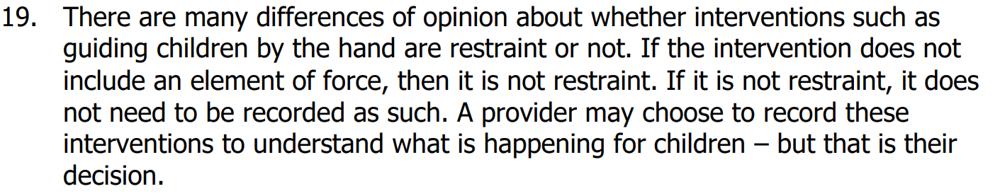 19. There are many differences of opinion about whether interventions such as
guiding children by the hand are restraint or not. If the intervention does not
include an element of force, then it is not restraint. If it is not restraint, it does
not need to be recorded as such. A provider may choose to record these
interventions to understand what is happening for children – but that is their
decision.